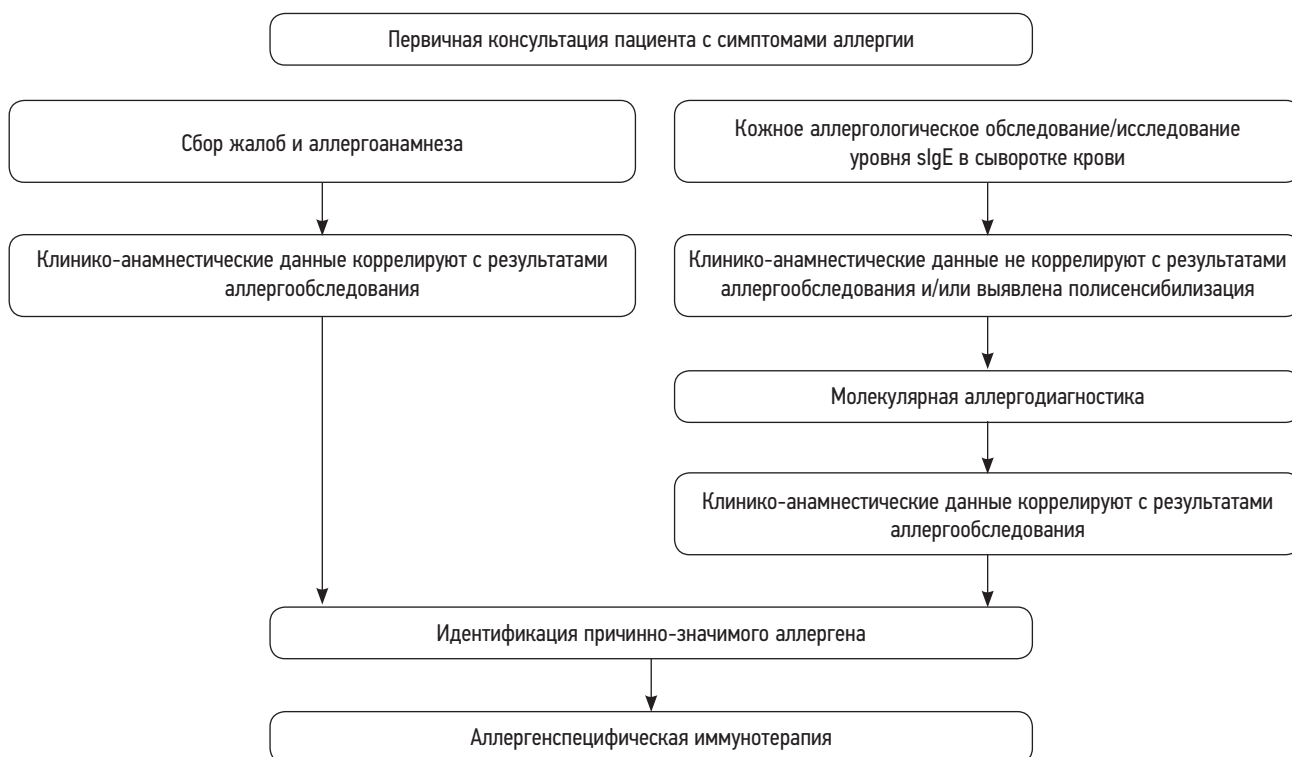 Первичная консультация пациента с симптомами аллергии
Сбор жалоб и аллергоанамнеза
Кожное аллергологическое обследование/исследование
уровня sIgE в сыворотке крови
Клинико-анамнестические данные коррелируют с результатами
аллергообследования
Клинико-анамнестические данные не коррелируют с результатами
аллергообследования и/или выявлена полисенсибилизация
Молекулярная аллергодиагностика
Клинико-анамнестические данные коррелируют с результатами
аллергообследования
Идентификация причинно-значимого аллергена
Аллергенспецифическая иммунотерапия